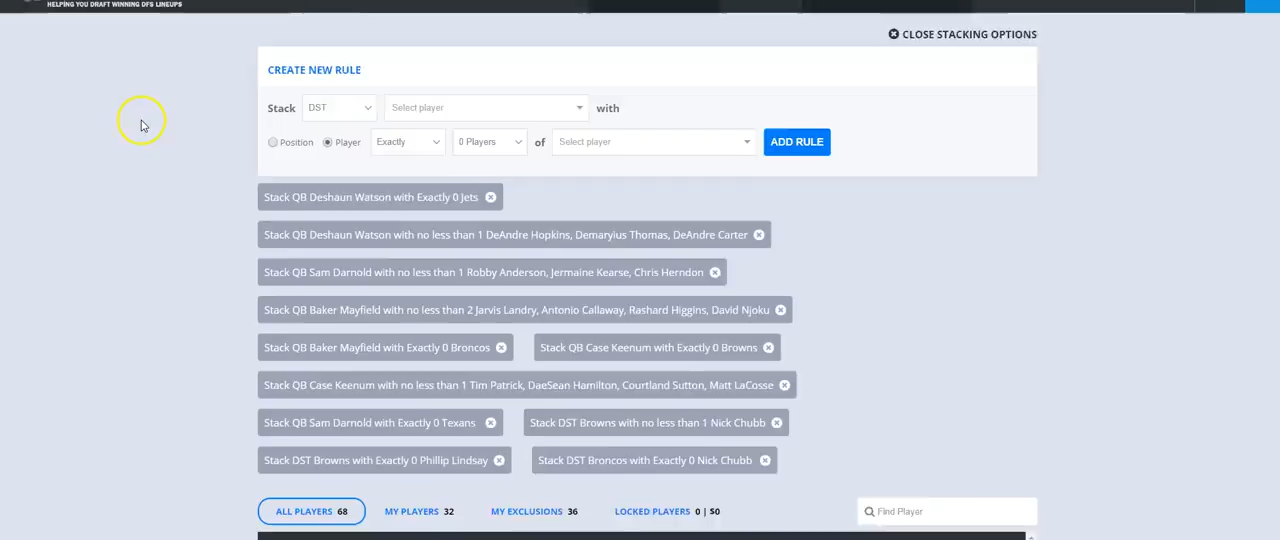 HELPING YOU DRAFT WINNING DFS LINEUPS
CLOSE STACKING OPTIONS
CREATE NEW RULE
Stack DST Select player with
Position Player Exactly 0 Players of Select player ADD RULE
Stack QB Deshaun Watson with Exactly 0 Jets
Stack QB Deshaun Watson with no less than 1 DeAndre Hopkins, Demaryius Thomas, DeAndre Carter
Stack QB Sam Darnold with no less than 1 Robby Anderson, Jermaine Kearse, Chris Herndon
Stack QB Baker Mayfield with no less than 2 Jarvis Landry, Antonio Callaway, Rashard Higgins, David Njoku
Stack QB Baker Mayfield with Exactly 0 Broncos Stack QB Case Keenum with Exactly 0 Browns
Stack QB Case Keenum with no less than 1 Tim Patrick, DaeSean Hamilton, Courtland Sutton, Matt LaCosse
Stack QB Sam Darnold with Exactly 0 Texans Stack DST Browns with no less than 1 Nick Chubb
Stack DST Browns with Exactly 0 Phillip Lindsay Stack DST Broncos with Exactly 0 Nick Chubb
ALL PLAYERS 68 MY PLAYERS 32 MY EXCLUSIONS 36 LOCKED PLAYERS 0 | $0 Find Player